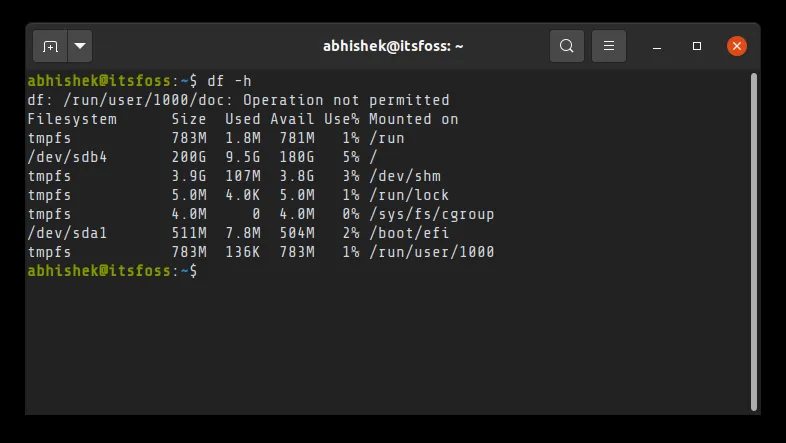 abhishek@itsfoss: ~
abhishek@itsfoss:~$ df -h
df: /run/user/1000/doc: Operation not permitted
Filesystem      Size  Used Avail Use% Mounted on
tmpfs           783M  1.8M  781M   1% /run
/dev/sdb4       200G  9.5G  180G   5% /
tmpfs           3.9G  107M  3.8G   3% /dev/shm
tmpfs           5.0M  4.0K  5.0M   1% /run/lock
tmpfs           4.0M     0  4.0M   0% /sys/fs/cgroup
/dev/sda1       511M  7.8M  504M   2% /boot/efi
tmpfs           783M  136K  783M   1% /run/user/1000
abhishek@itsfoss:~$